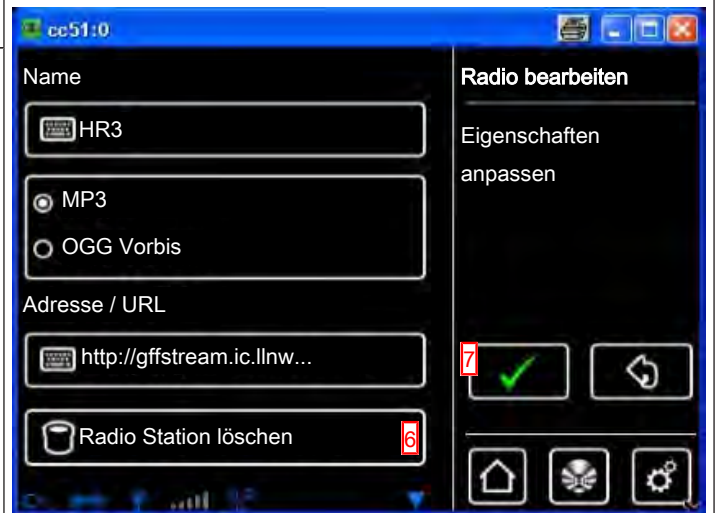 cc51:0
Name
HR3
MP3
OGG Vorbis
Adresse / URL
http://gffstream.ic.llnw...
Radio Station löschen
6
Radio bearbeiten
Eigenschaften
anpassen
7